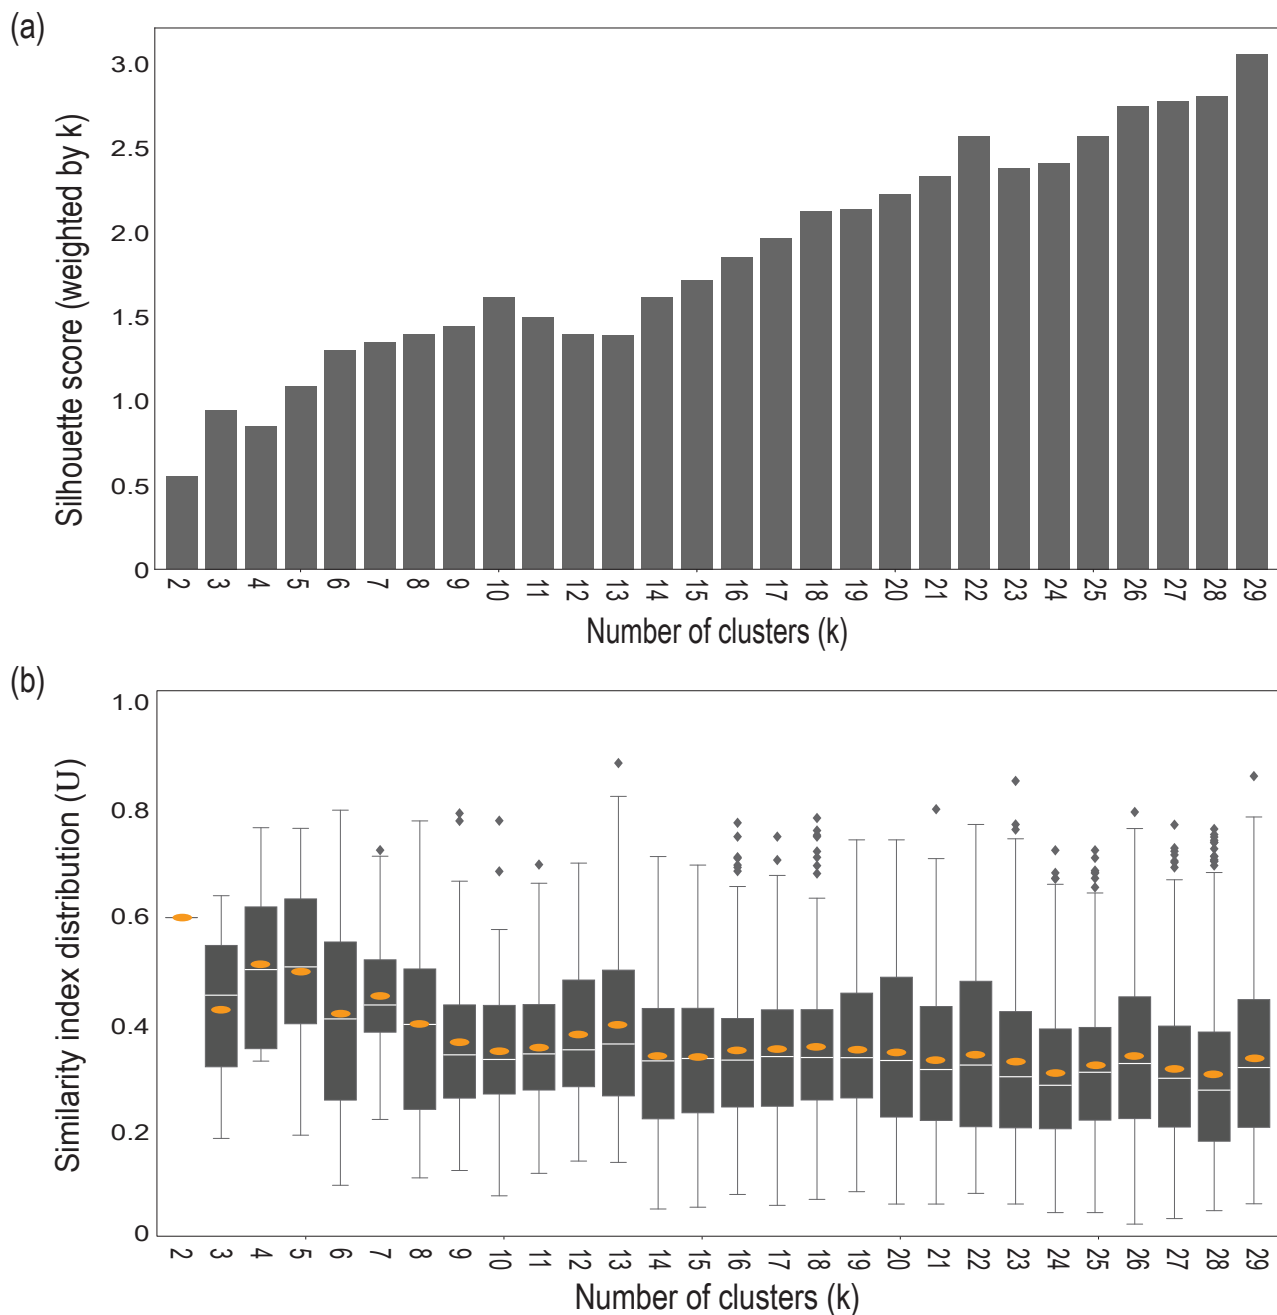 (a)
Silhouette score (weighted by k)
3.0
2.5
2.0
1.5
1.0
0.5
0
2 3 4 5 6 7 8 9 10 11 12 13 14 15 16 17 18 19 20 21 22 23 24 25 26 27 28 29
Number of clusters (k)
(b)
Similarity index distribution (U)
1.0
0.8
0.6
0.4
0.2
0
2 3 4 5 6 7 8 9 10 11 12 13 14 15 16 17 18 19 20 21 22 23 24 25 26 27 28 29
Number of clusters (k)